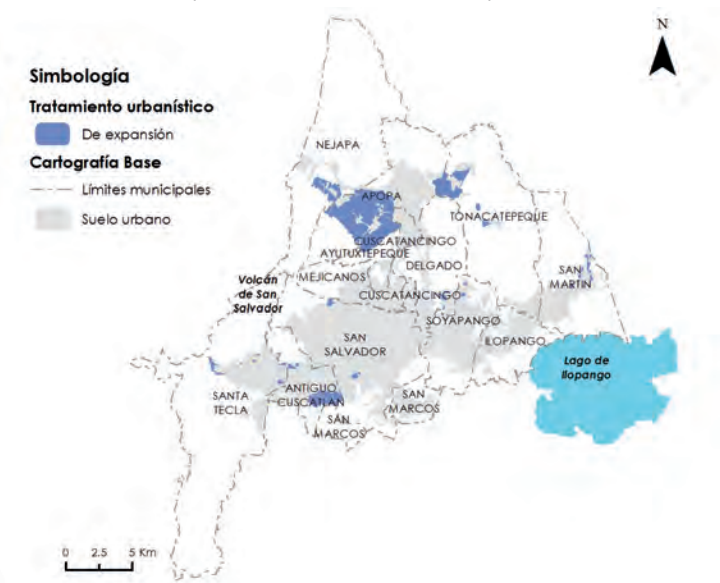 N
Simbología
Tratamiento urbanístico
De expansión
Cartografía Base
Límites municipales
Suelo urbano
NEJAPA
APOPA
TONACATEPEQUE
CUSCATANCINGO
AYUTUXTEPEQUE
DELGADO
MEJICANOS
SAN
MARTIN
Volcán
de San
Salvador
CUSCATANCINGO
SOYAPANGO
SAN
SALVADOR
ILOPANGO
Lago de
Ilopango
SANTA
TECLA
ANTIGUO
CUSCATLAN
SAN
MARCOS
SAN
MARCOS
0 2.5 5 Km